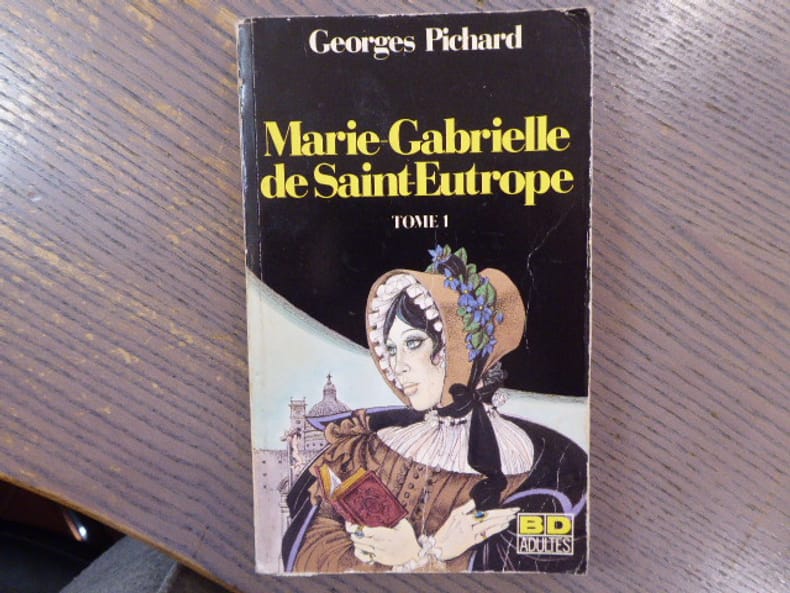 Georges Pichard
Marie-Gabrielle
de Saint-Eutrope
TOME 1
BD
ADULTES